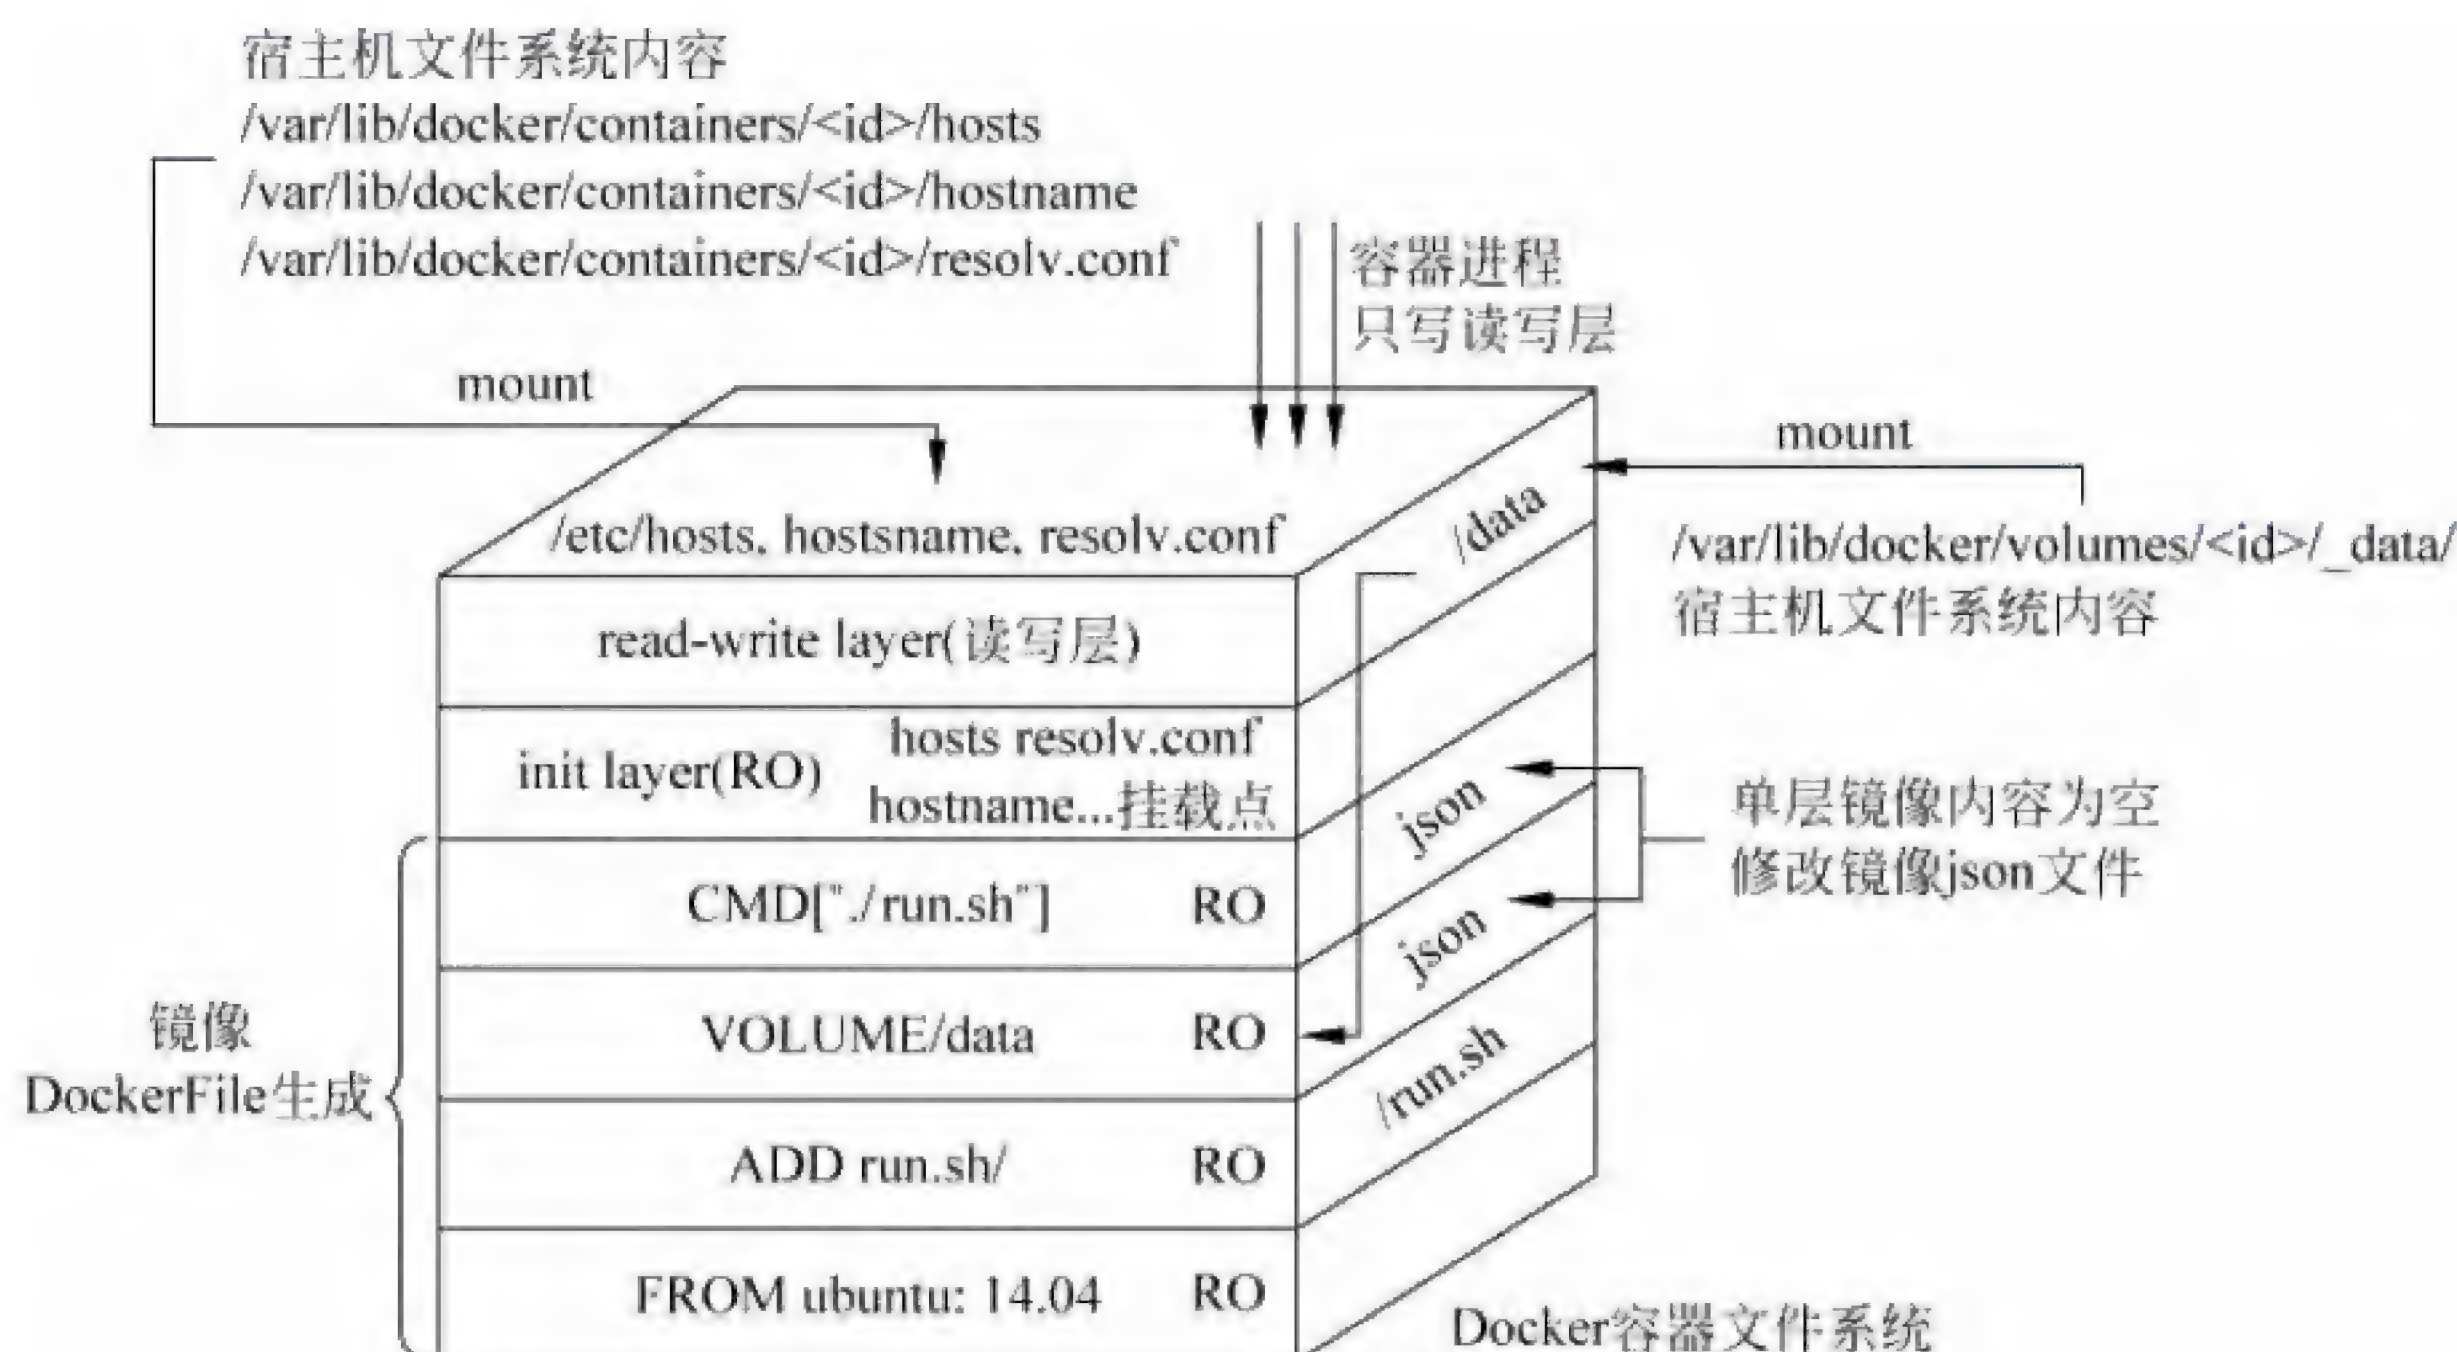 宿主机文件系统内容
/var/lib/docker/containers/<id>/hosts
/var/lib/docker/containers/<id>/hostname
/var/lib/docker/containers/<id>/resolv.conf
容器进程
只写读写层
mount
mount
/etc/hosts, hostsname, resolv.conf
/data
/var/lib/docker/volumes/<id>/_data/
宿主机文件系统内容
read-write layer(读写层)
init layer(RO)
hosts resolv.conf
hostname...挂载点
json
单层镜像内容为空
修改镜像json文件
CMD["./run.sh"] RO
json
VOLUME/data RO
镜像
DockerFile生成
/run.sh
ADD run.sh/ RO
FROM ubuntu: 14.04 RO
Docker容器文件系统